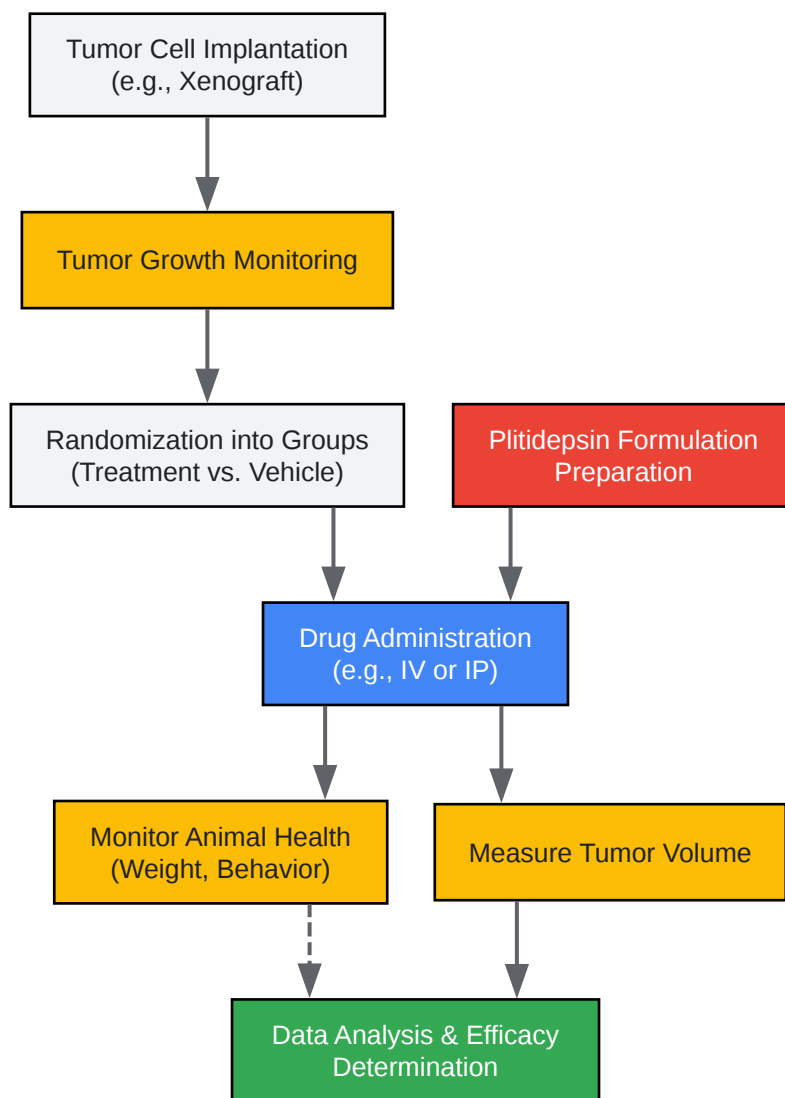 Tumor Cell Implantation
(e.g., Xenograft)
Tumor Growth Monitoring
Randomization into Groups
(Treatment vs. Vehicle)
Plitidepsin Formulation
Preparation
Drug Administration
(e.g., IV or IP)
Monitor Animal Health
(Weight, Behavior)
Measure Tumor Volume
Data Analysis & Efficacy
Determination